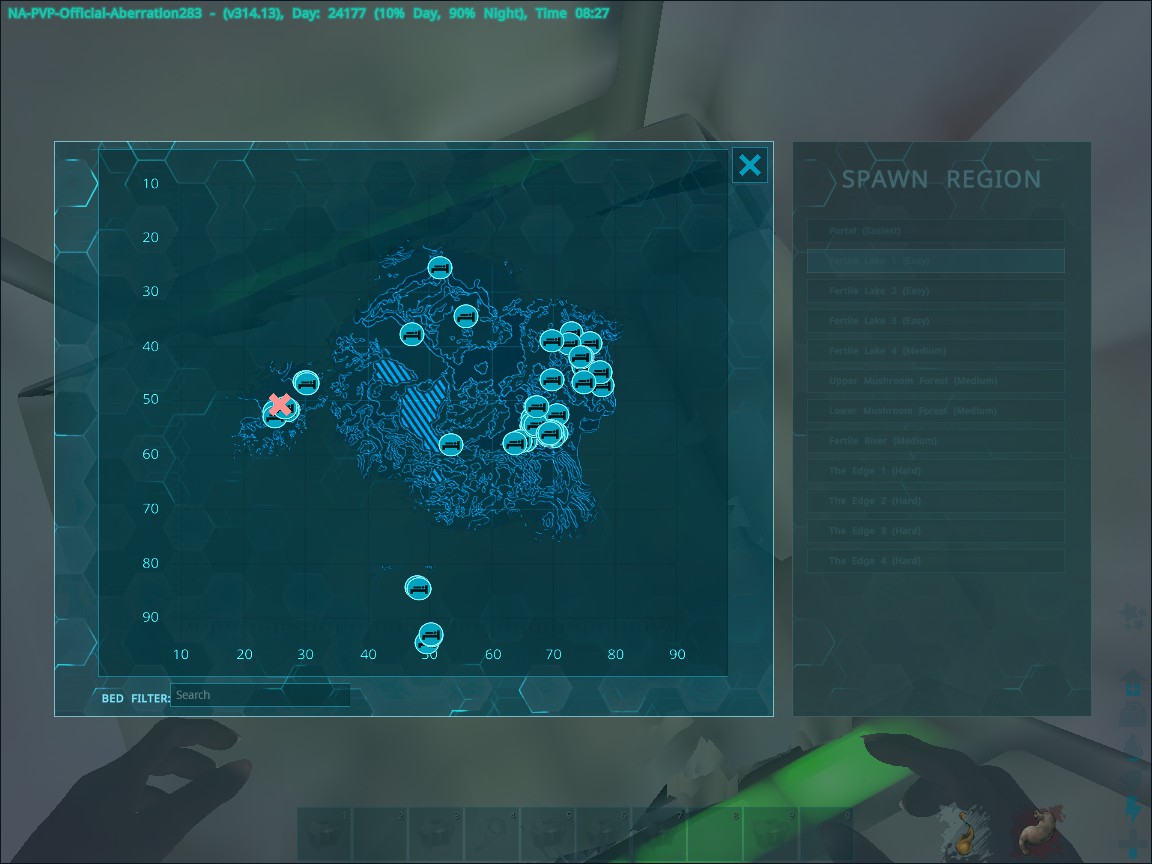 NA-PVP-Official-Aberration283 - (v314.13), Day: 24177 (10% Day, 90% Night), Time 08:27
SPAWN REGION
Portal (Easiest)
Fertile Lake 1 (Easy)
Fertile Lake 2 (Easy)
Fertile Lake 3 (Easy)
Fertile Lake 4 (Medium)
Upper Mushroom Forest (Medium)
Lower Mushroom Forest (Medium)
Fertile River (Medium)
The Edge 1 (Hard)
The Edge 2 (Hard)
The Edge 3 (Hard)
The Edge 4 (Hard)
10
20
30
40
50
60
70
80
90
10 20 30 40 50 60 70 80 90
BED FILTER: Search